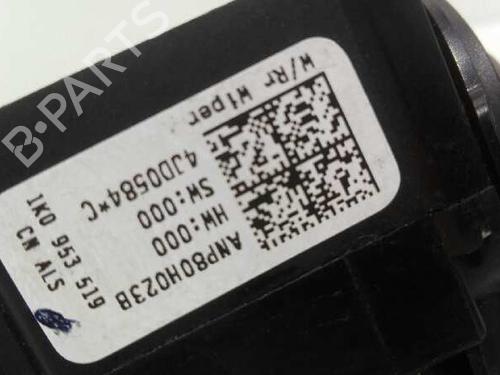 B-PARTS
W/Rr Wiper
4JD0584*C
SW:000
HW:000
ANP80H023B
1K0 953 519
CN ALS